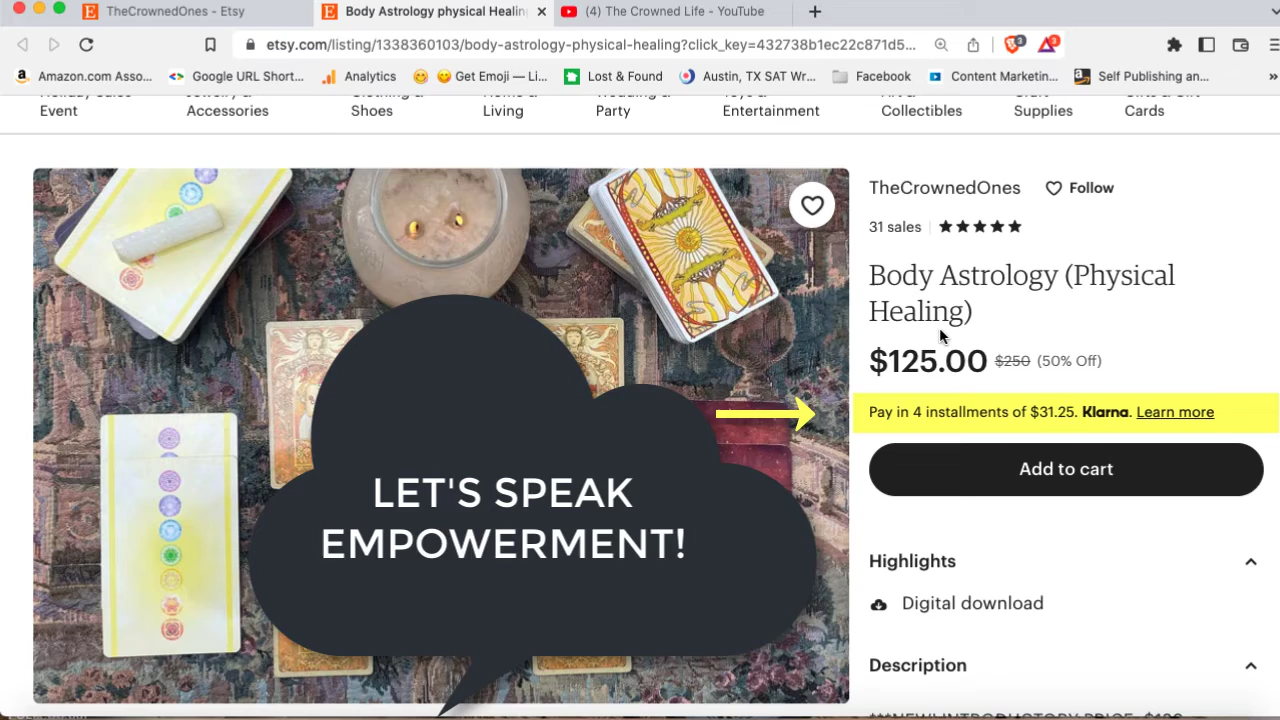 TheCrownedOnes - Etsy
Body Astrology physical Healin
(4) The Crowned Life - YouTube
etsy.com/listing/1338360103/body-astrology-physical-healing?click_key=432738b1ec22c871d5...
3
3
Amazon.com Asso...
Google URL Short...
Analytics
Get Emoji — Li...
Lost & Found
Austin, TX SAT Wr...
Facebook
Content Marketin...
Self Publishing an...
»
Event
Accessories
Shoes
Living
Party
Entertainment
Collectibles
Supplies
Cards
TheCrownedOnes
Follow
31 sales
Body Astrology (Physical
Healing)
$125.00 $250 (50% Off)
Pay in 4 installments of $31.25. Klarna. Learn more
Add to cart
LET'S SPEAK
EMPOWERMENT!
Highlights
Digital download
Description